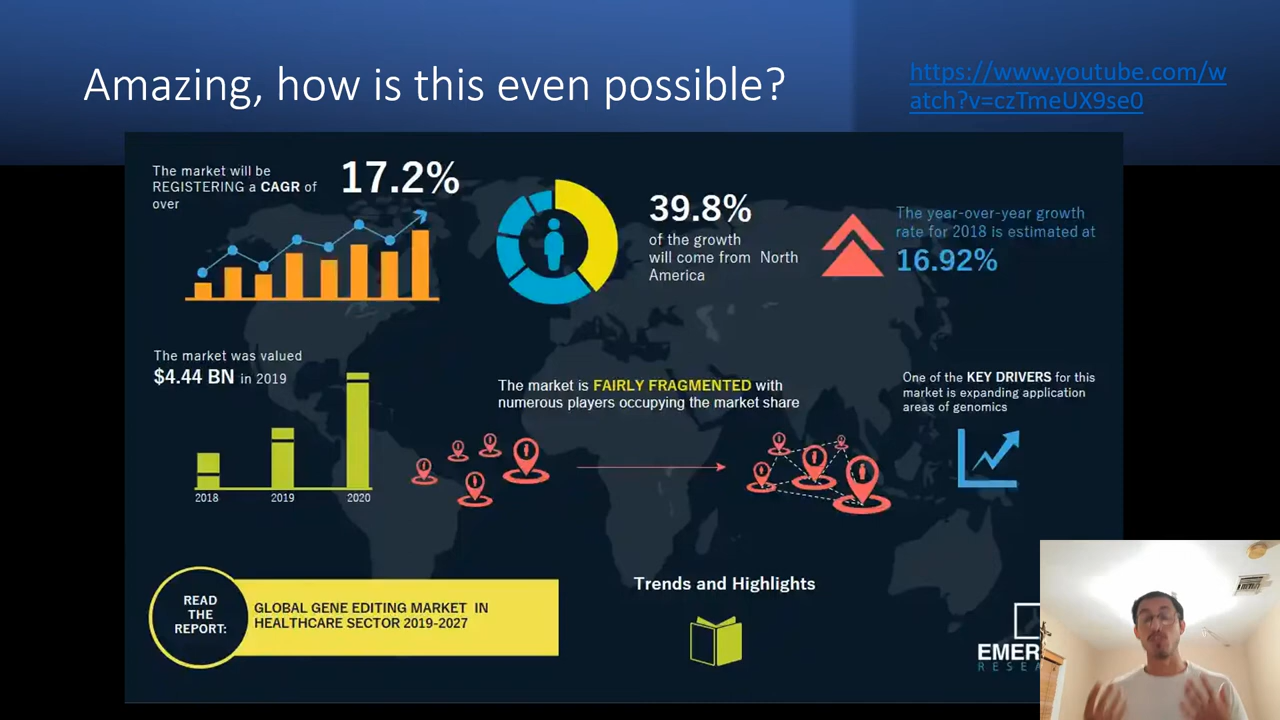 Amazing, how is this even possible?
https://www.youtube.com/w
atch?v=czTmeUX9se0
The market will be
REGISTERING a CAGR of
over
17.2%
39.8%
of the growth
will come from North
America
The year-over-year growth
rate for 2018 is estimated at
16.92%
The market was valued
$4.44 BN in 2019
2018 2019 2020
The market is FAIRLY FRAGMENTED with
numerous players occupying the market share
One of the KEY DRIVERS for this
market is expanding application
areas of genomics
READ
THE
REPORT:
GLOBAL GENE EDITING MARKET IN
HEALTHCARE SECTOR 2019-2027
Trends and Highlights